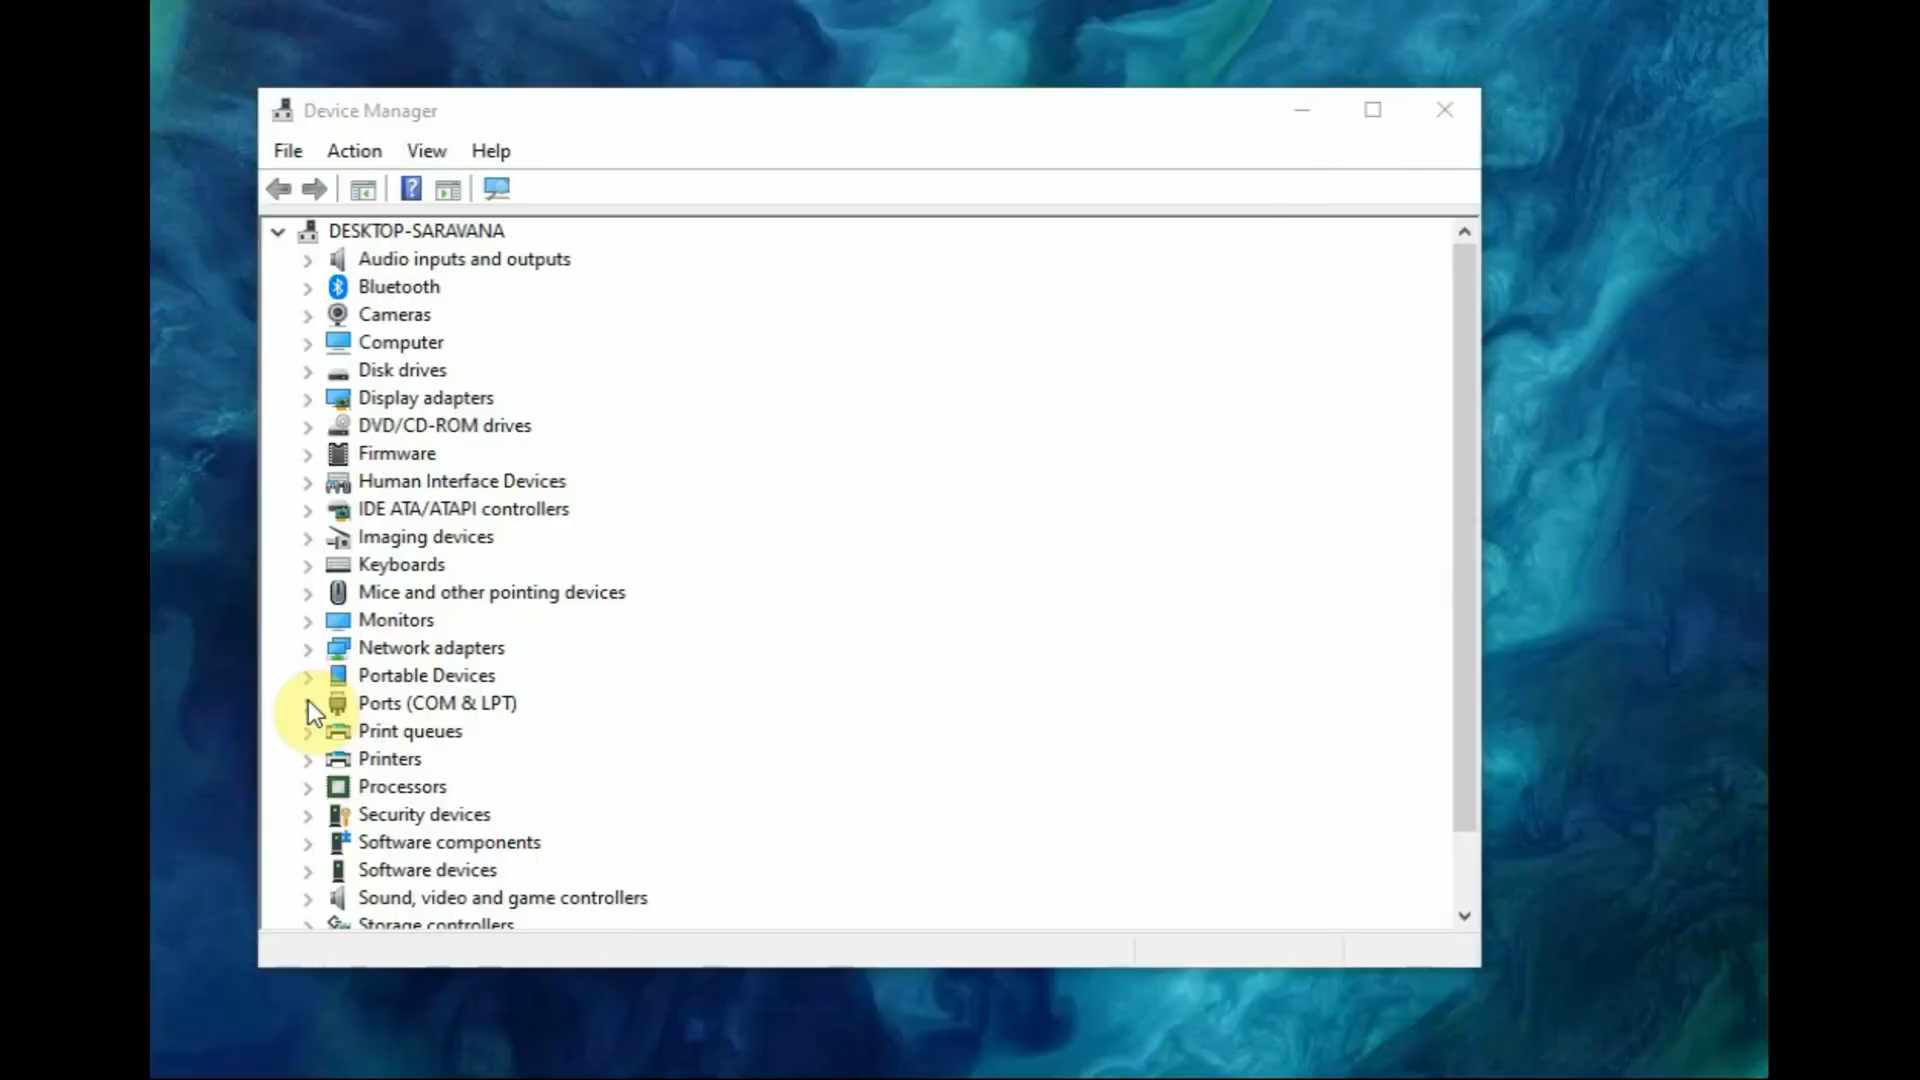 Device Manager
File Action View Help
DESKTOP-SARAVANA
Audio inputs and outputs
Bluetooth
Cameras
Computer
Disk drives
Display adapters
DVD/CD-ROM drives
Firmware
Human Interface Devices
IDE ATA/ATAPI controllers
Imaging devices
Keyboards
Mice and other pointing devices
Monitors
Network adapters
Portable Devices
Ports (COM & LPT)
Print queues
Printers
Processors
Security devices
Software components
Software devices
Sound, video and game controllers
Storage controllers